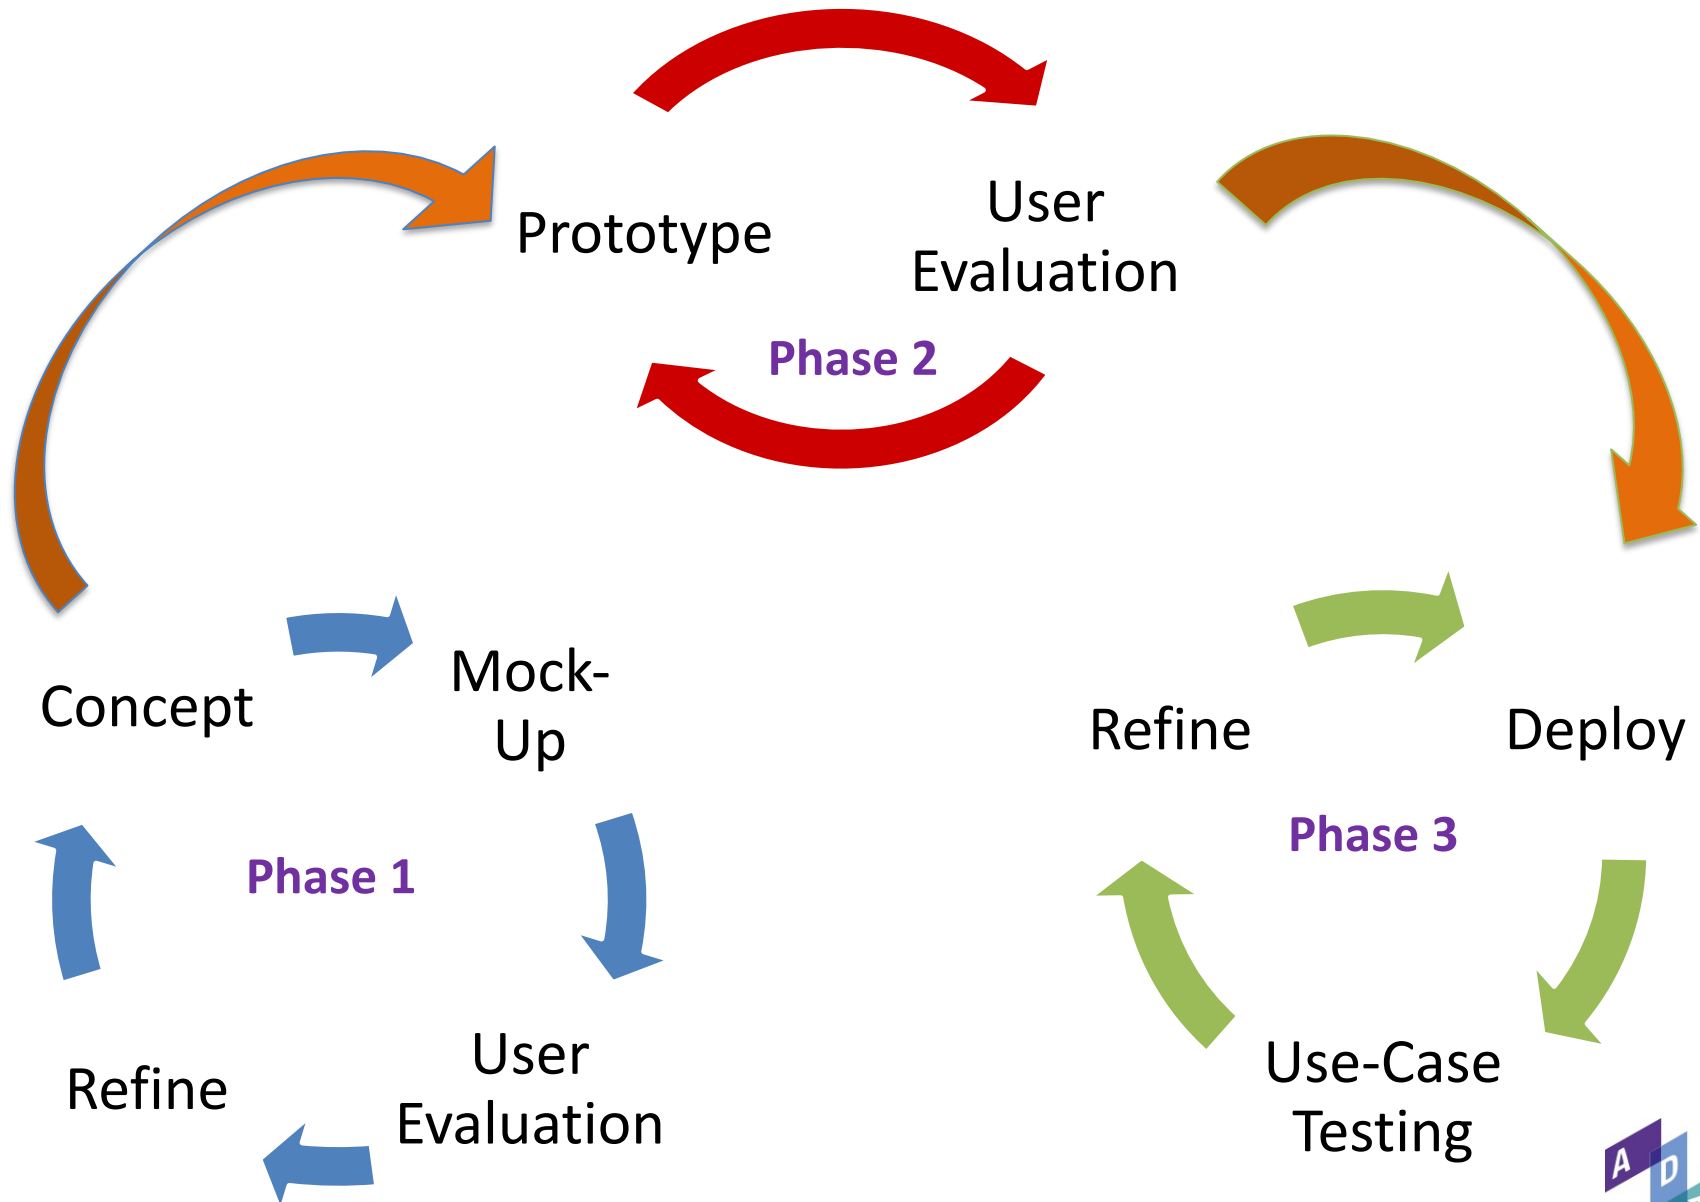 Prototype
User
Evaluation
Phase 2
Concept
Mock-
Up
Phase 1
Refine
User
Evaluation
Refine
Deploy
Phase 3
Use-Case
Testing
A D